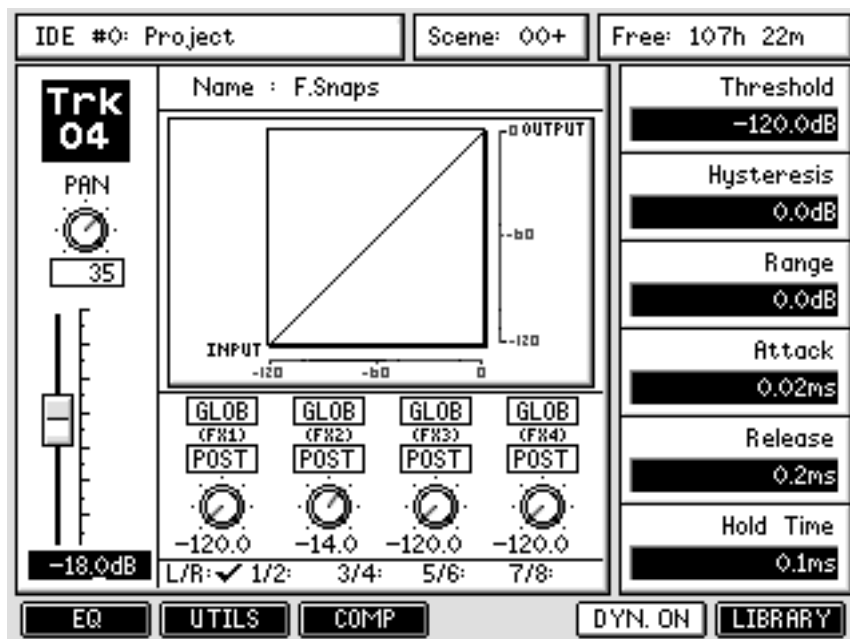 IDE #0: Project
Scene: 00+
Free: 107h 22m
Trk
04
PAN
35
-18.0dB
Name : F.Snaps
0 OUTPUT
-60
-120
INPUT
-120 -60 0
GLOB GLOB GLOB GLOB
(FX1) (FX2) (FX3) (FX4)
POST POST POST POST
-120.0 -14.0 -120.0 -120.0
L/R:✓ 1/2: 3/4: 5/6: 7/8:
Threshold
-120.0dB
Hysteresis
0.0dB
Range
0.0dB
Attack
0.02ms
Release
0.2ms
Hold Time
0.1ms
EQ UTILS COMP DYN. ON LIBRARY